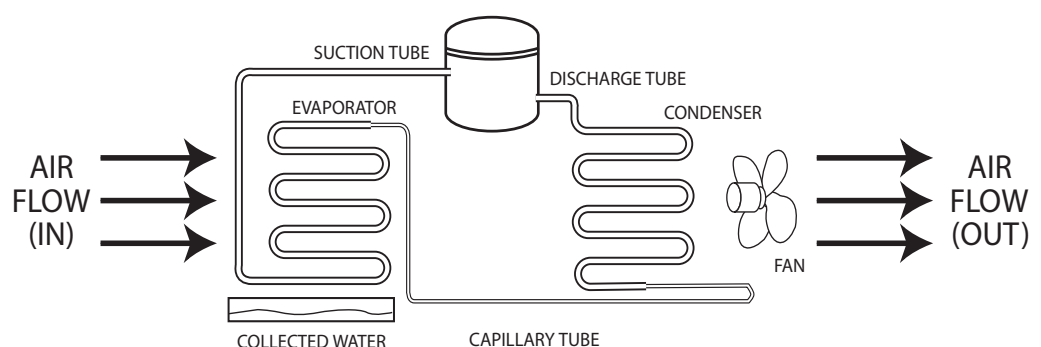 SUCTION TUBE
DISCHARGE TUBE
EVAPORATOR
CONDENSER
AIR
FLOW
(IN)
AIR
FLOW
(OUT)
FAN
COLLECTED WATER
CAPILLARY TUBE